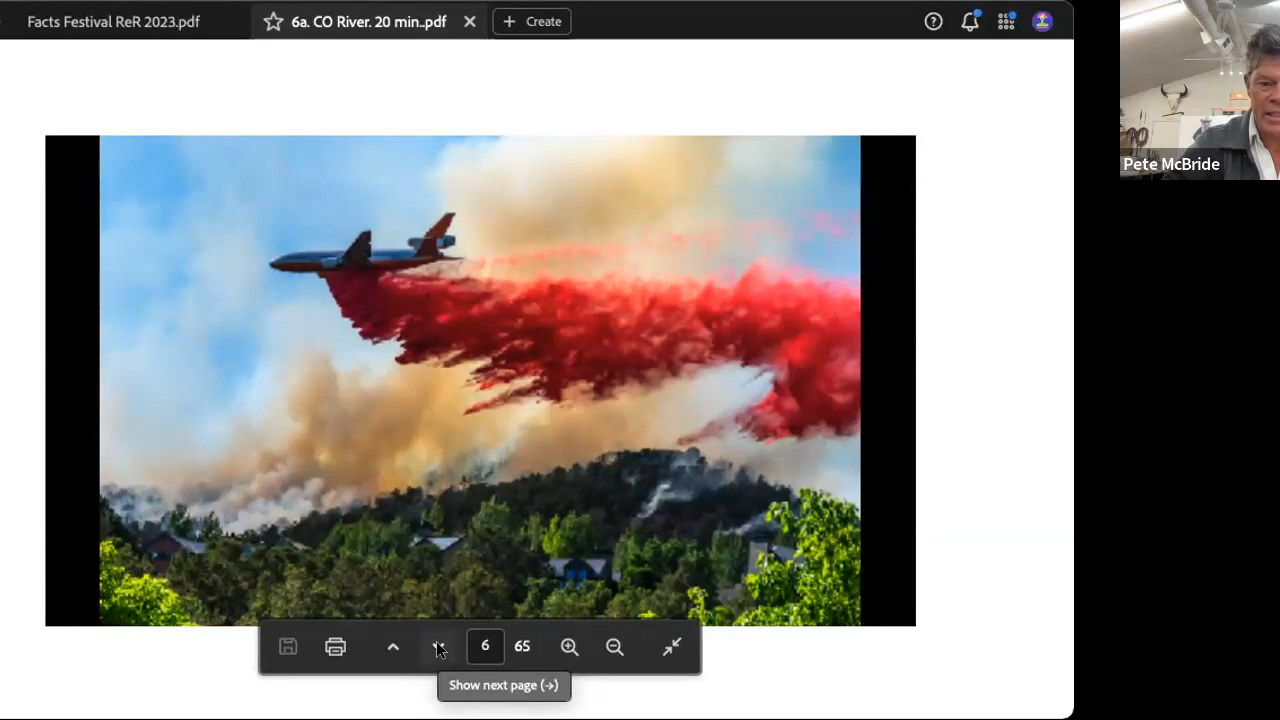 Facts Festival ReR 2023.pdf
6a. CO River. 20 min..pdf
Create
Pete McBride
6
65
Show next page (→)